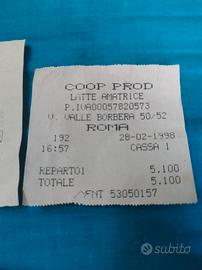 COOP PROD
LATTE AMATRICE
P.IVA00057820573
V. VALLE BORBERA 50/52
ROMA
192 28-02-1998
16:57 CASSA 1
REPARTO1 5.100
TOTALE 5.100
MFNT 53050157
subito